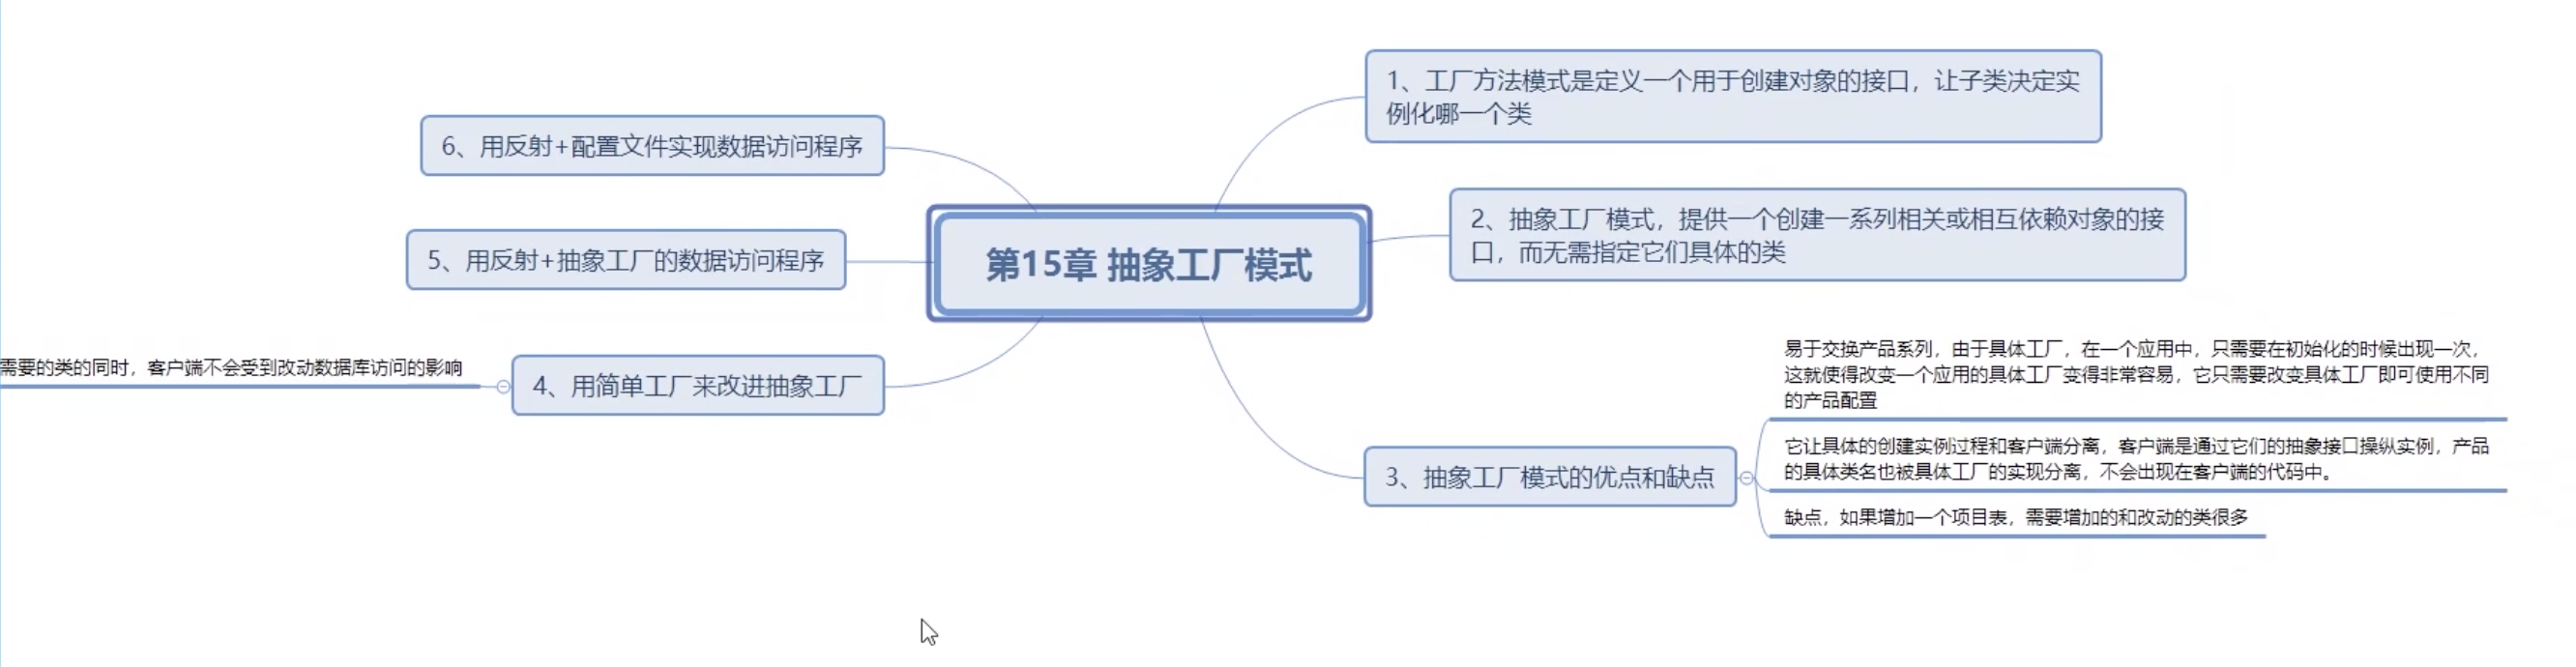 第15章 抽象工厂模式
1、工厂方法模式是定义一个用于创建对象的接口，让子类决定实
例化哪一个类
2、抽象工厂模式，提供一个创建一系列相关或相互依赖对象的接
口，而无需指定它们具体的类
3、抽象工厂模式的优点和缺点
易于交换产品系列，由于具体工厂，在一个应用中，只需要在初始化的时候出现一次，
这就使得改变一个应用的具体工厂变得非常容易，它只需要改变具体工厂即可使用不同
的产品配置
它让具体的创建实例过程和客户端分离，客户端是通过它们的抽象接口操纵实例，产品
的具体类名也被具体工厂的实现分离，不会出现在客户端的代码中。
缺点，如果增加一个项目表，需要增加的和改动的类很多
4、用简单工厂来改进抽象工厂
需要的类的同时，客户端不会受到改动数据库访问的影响
5、用反射+抽象工厂的数据访问程序
6、用反射+配置文件实现数据访问程序